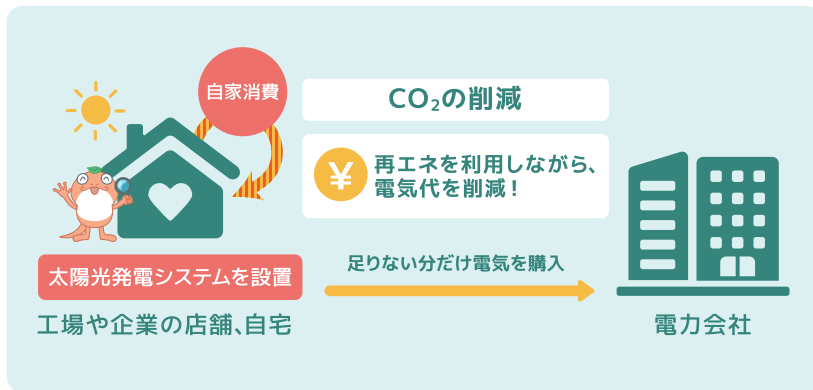 自家消費
CO₂の削減
¥
再エネを利用しながら、
電気代を削減！
太陽光発電システムを設置
足りない分だけ電気を購入
工場や企業の店舗、自宅
電力会社